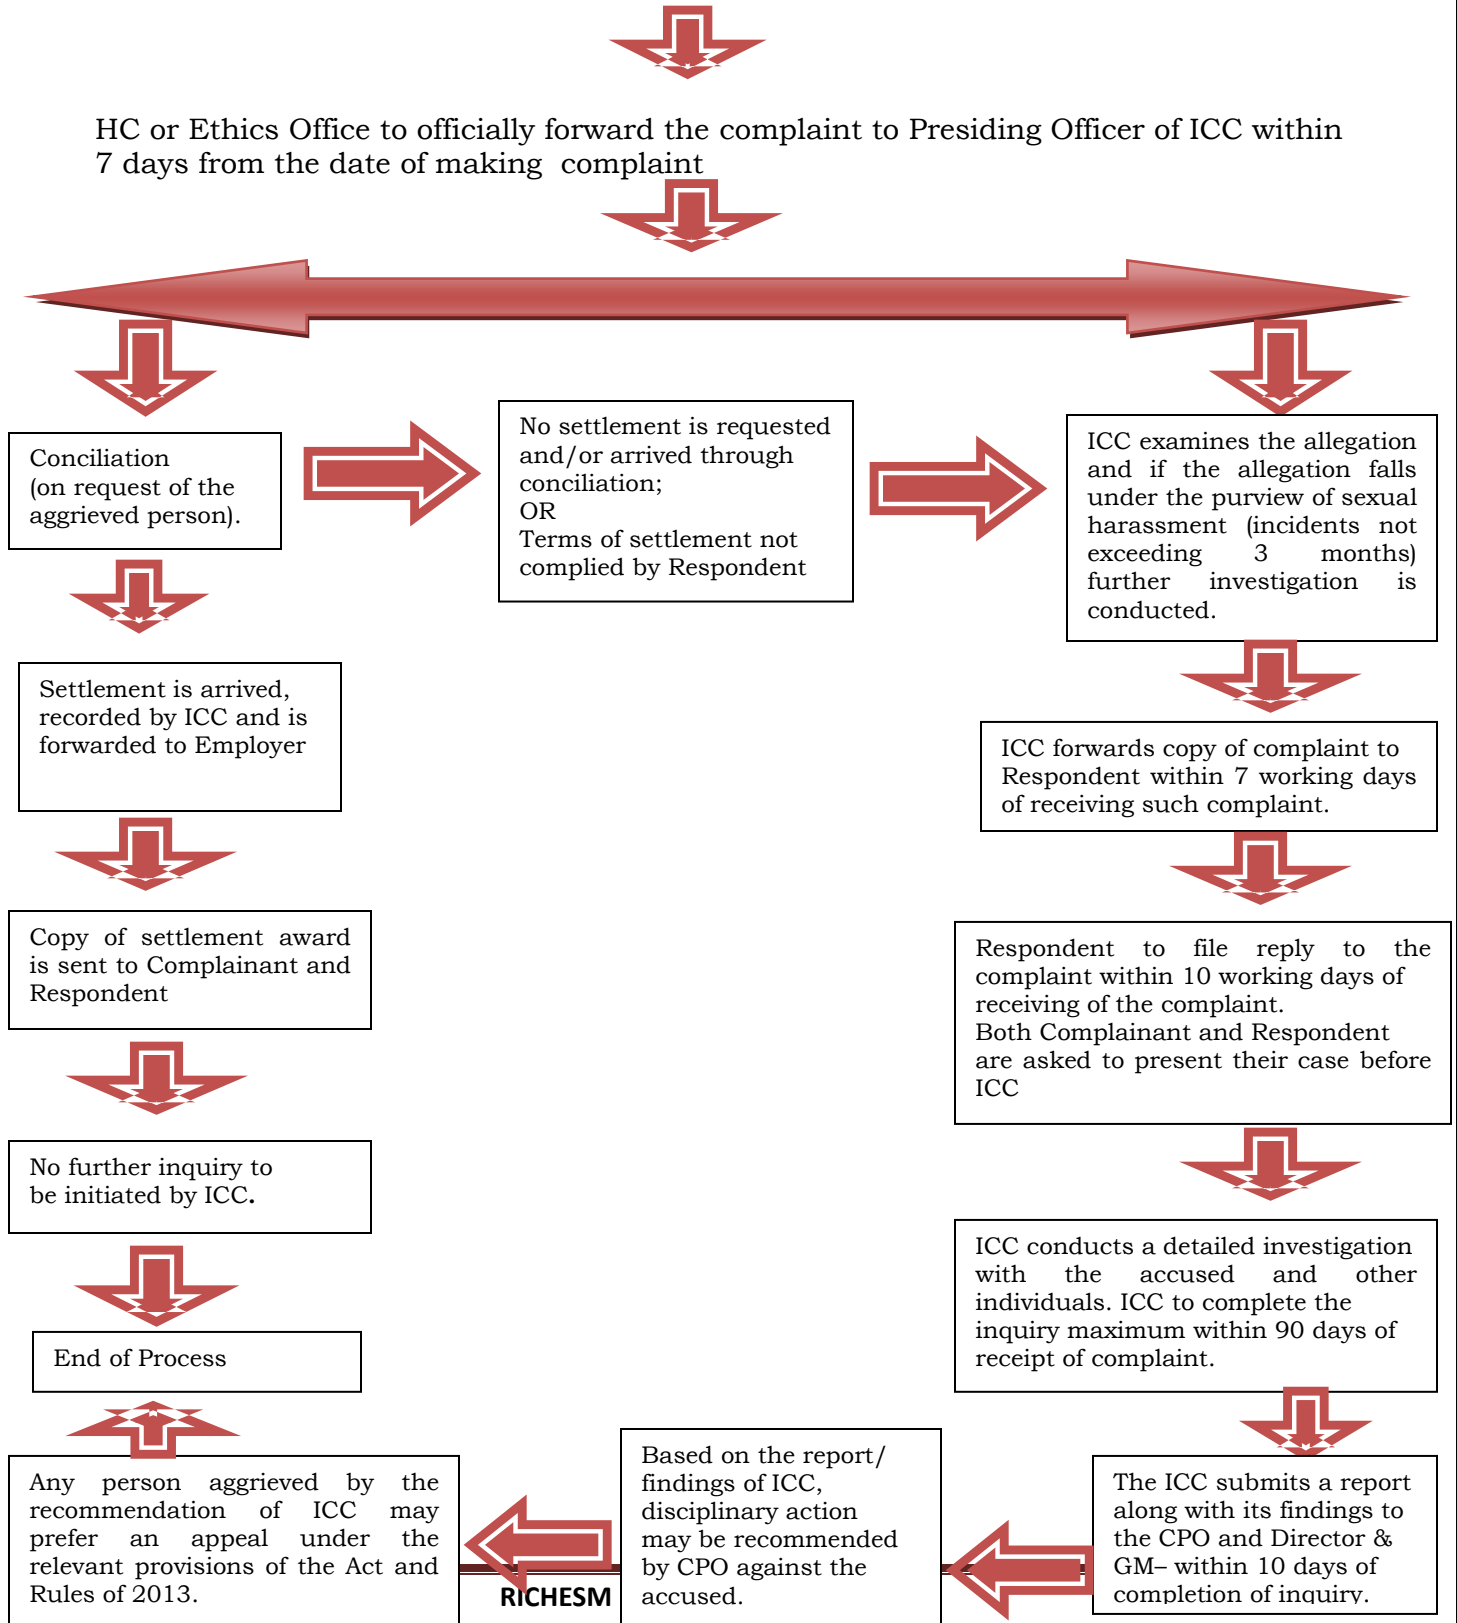 HC or Ethics Office to officially forward the complaint to Presiding Officer of ICC within
7 days from the date of making  complaint
Conciliation
(on request of the
aggrieved person).
No settlement is requested
and/or arrived through
conciliation;
OR
Terms of settlement not
complied by Respondent
ICC examines the allegation
and if the allegation falls
under the purview of sexual
harassment (incidents not
exceeding 3 months)
further investigation is
conducted.
Settlement is arrived,
recorded by ICC and is
forwarded to Employer
ICC forwards copy of complaint to
Respondent within 7 working days
of receiving such complaint.
Copy of settlement award
is sent to Complainant and
Respondent
Respondent to file reply to the
complaint within 10 working days of
receiving of the complaint.
Both Complainant and Respondent
are asked to present their case before
ICC
No further inquiry to
be initiated by ICC.
ICC conducts a detailed investigation
with the accused and other
individuals. ICC to complete the
inquiry maximum within 90 days of
receipt of complaint.
End of Process
The ICC submits a report
along with its findings to
the CPO and Director &
GM– within 10 days of
completion of inquiry.
Based on the report/
findings of ICC,
disciplinary action
may be recommended
by CPO against the
accused.
Any person aggrieved by the
recommendation of ICC may
prefer an appeal under the
relevant provisions of the Act and
Rules of 2013.
RICHESM